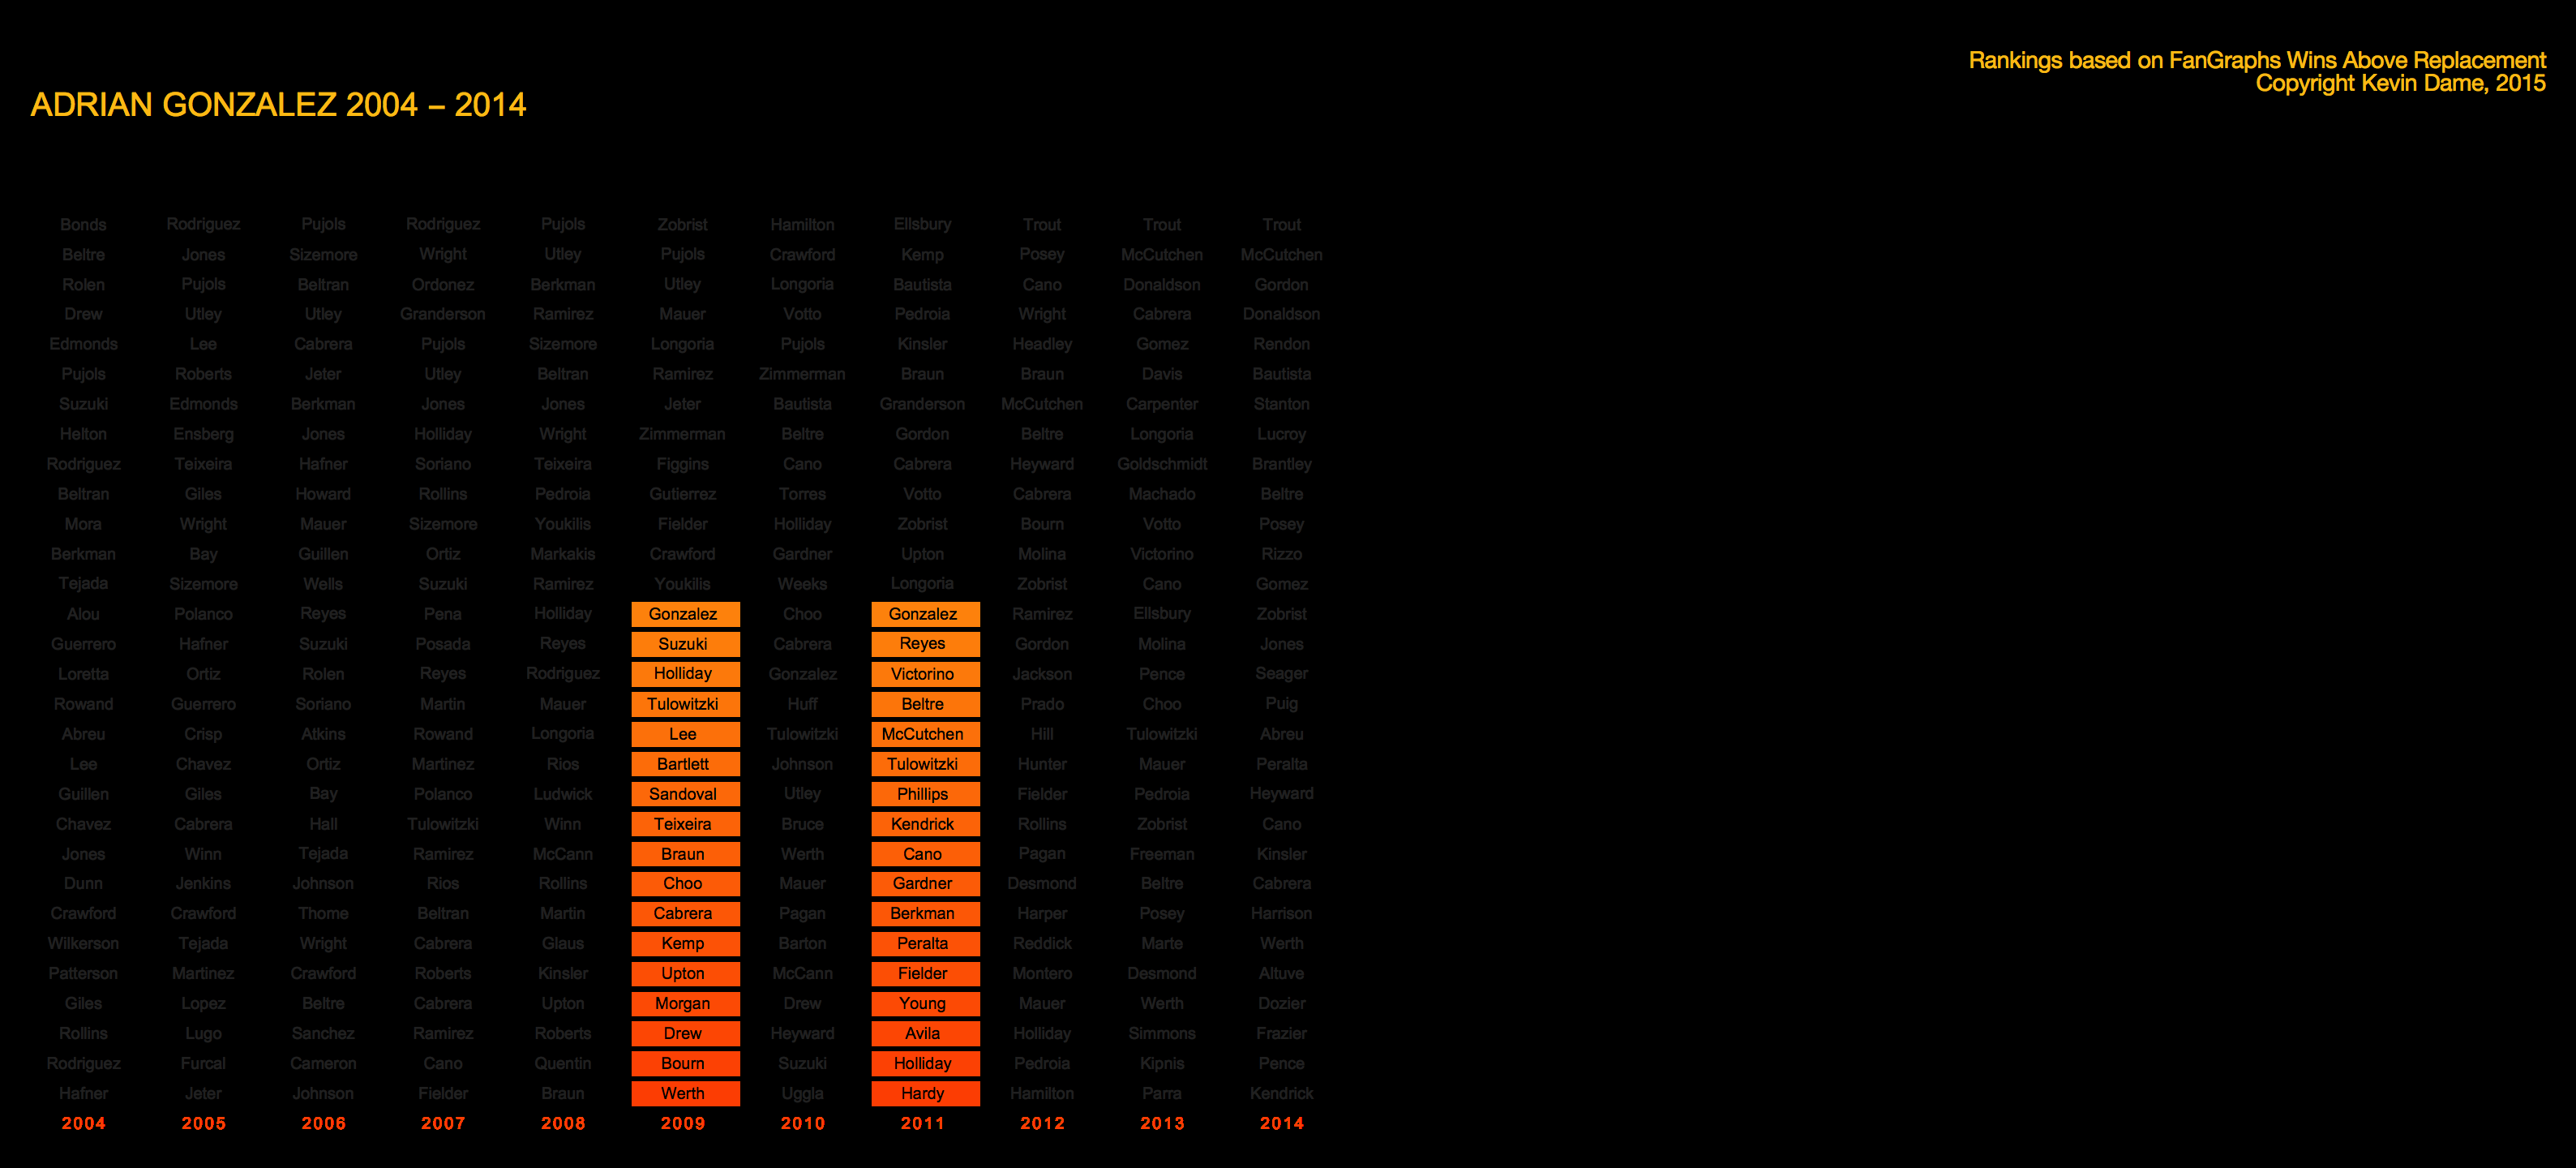 Rankings based on FanGraphs Wins Above Replacement
Copyright Kevin Dame, 2015
ADRIAN GONZALEZ 2004 – 2014
Bonds Rodriguez Pujols Rodriguez Pujols Zobrist Hamilton Ellsbury Trout Trout Trout
Beltre Jones Sizemore Wright Utley Pujols Crawford Kemp Posey McCutchen McCutchen
Rolen Pujols Beltran Ordonez Berkman Utley Longoria Bautista Cano Donaldson Gordon
Drew Utley Utley Granderson Ramirez Mauer Votto Pedroia Wright Cabrera Donaldson
Edmonds Lee Cabrera Pujols Sizemore Longoria Pujols Kinsler Headley Gomez Rendon
Pujols Roberts Jeter Utley Beltran Ramirez Zimmerman Braun Braun Davis Bautista
Suzuki Edmonds Berkman Jones Jones Jeter Bautista Granderson McCutchen Carpenter Stanton
Helton Ensberg Jones Holliday Wright Zimmerman Beltre Gordon Beltre Longoria Lucroy
Rodriguez Teixeira Hafner Soriano Teixeira Figgins Cano Cabrera Heyward Goldschmidt Brantley
Beltran Giles Howard Rollins Pedroia Gutierrez Torres Votto Cabrera Machado Beltre
Mora Wright Mauer Sizemore Youkilis Fielder Holliday Zobrist Bourn Votto Posey
Berkman Bay Guillen Ortiz Markakis Crawford Gardner Upton Molina Victorino Rizzo
Tejada Sizemore Wells Suzuki Ramirez Youkilis Weeks Longoria Zobrist Cano Gomez
Alou Polanco Reyes Pena Holliday Gonzalez Choo Gonzalez Ramirez Ellsbury Zobrist
Guerrero Hafner Suzuki Posada Reyes Suzuki Cabrera Reyes Gordon Molina Jones
Loretta Ortiz Rolen Reyes Rodriguez Holliday Gonzalez Victorino Jackson Pence Seager
Rowand Guerrero Soriano Martin Mauer Tulowitzki Huff Beltre Prado Choo Puig
Abreu Crisp Atkins Rowand Longoria Lee Tulowitzki McCutchen Hill Tulowitzki Abreu
Lee Chavez Ortiz Martinez Rios Bartlett Johnson Tulowitzki Hunter Mauer Peralta
Guillen Giles Bay Polanco Ludwick Sandoval Utley Phillips Fielder Pedroia Heyward
Chavez Cabrera Hall Tulowitzki Winn Teixeira Bruce Kendrick Rollins Zobrist Cano
Jones Winn Tejada Ramirez McCann Braun Werth Cano Pagan Freeman Kinsler
Dunn Jenkins Johnson Rios Rollins Choo Mauer Gardner Desmond Beltre Cabrera
Crawford Crawford Thome Beltran Martin Cabrera Pagan Berkman Harper Posey Harrison
Wilkerson Tejada Wright Cabrera Glaus Kemp Barton Peralta Reddick Marte Werth
Patterson Martinez Crawford Roberts Kinsler Upton McCann Fielder Montero Desmond Altuve
Giles Lopez Beltre Cabrera Upton Morgan Drew Young Mauer Werth Dozier
Rollins Lugo Sanchez Ramirez Roberts Drew Heyward Avila Holliday Simmons Frazier
Rodriguez Furcal Cameron Cano Quentin Bourn Suzuki Holliday Pedroia Kipnis Pence
Hafner Jeter Johnson Fielder Braun Werth Uggla Hardy Hamilton Parra Kendrick
2004 2005 2006 2007 2008 2009 2010 2011 2012 2013 2014